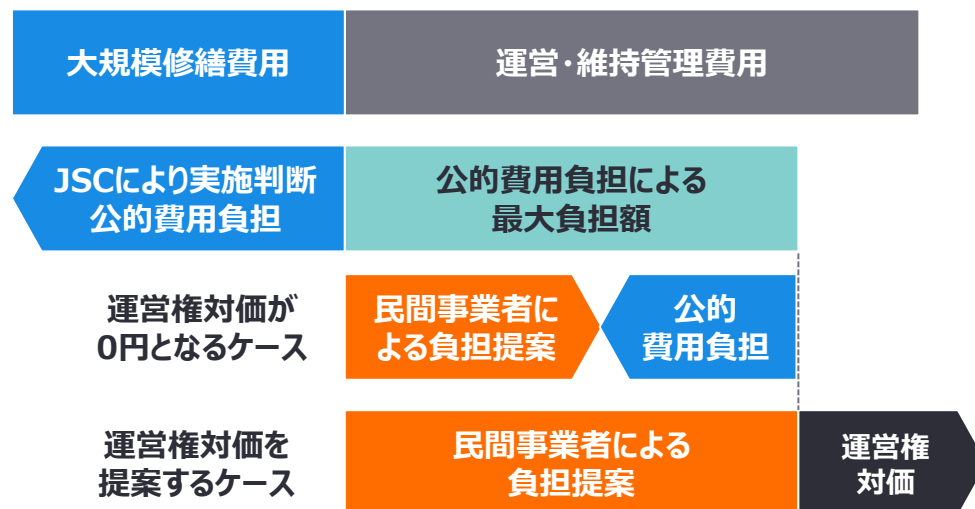 大規模修繕費用
運営・維持管理費用
JSCにより実施判断
公的費用負担
公的費用負担による
最大負担額
運営権対価が
0円となるケース
民間事業者に
よる負担提案
公的
費用負担
運営権対価を
提案するケース
民間事業者による
負担提案
運営権
対価